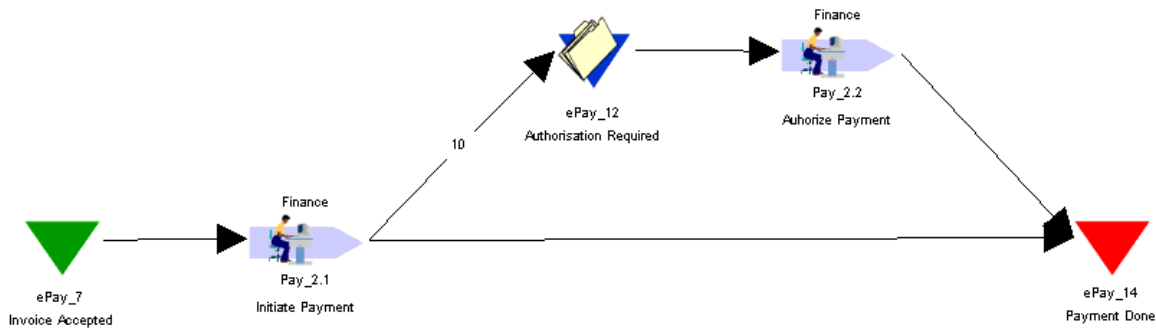 Finance
Pay_2.2
Auhorize Payment
ePay_12
Authorisation Required
10
Finance
Pay_2.1
Initiate Payment
ePay_7
Invoice Accepted
ePay_14
Payment Done